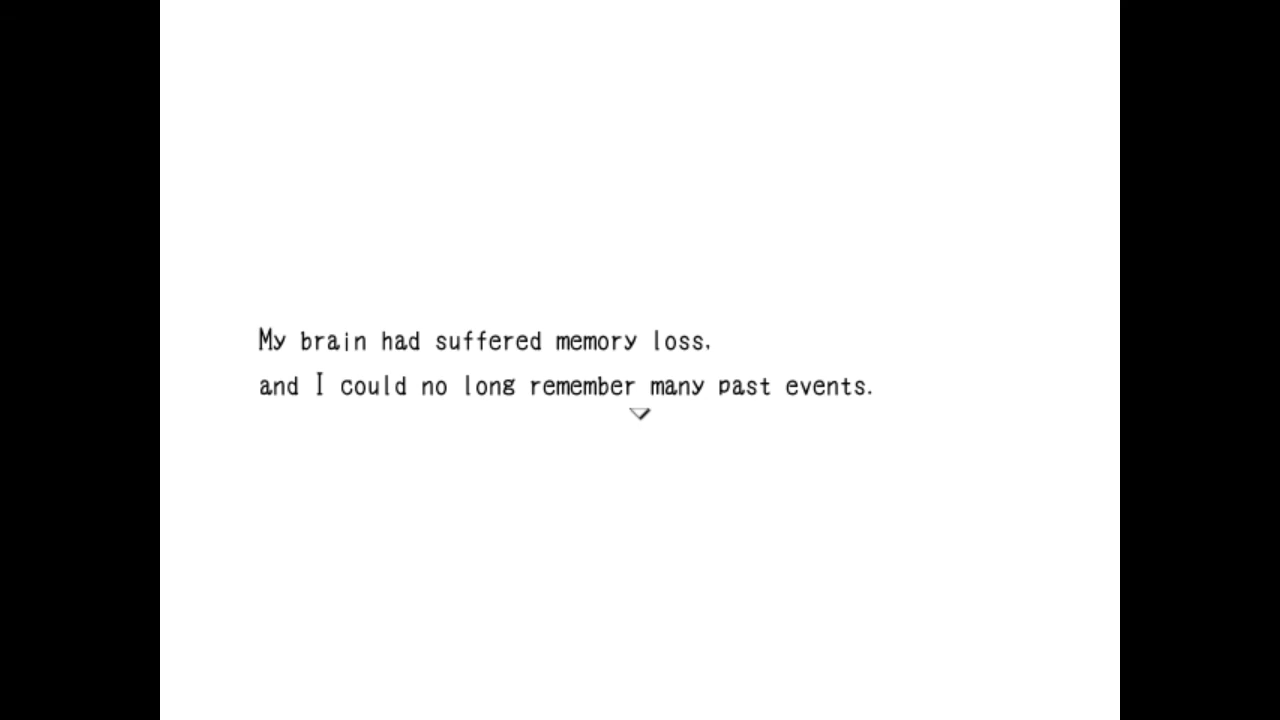 My brain had suffered memory loss,
and I could no long remember many past events.